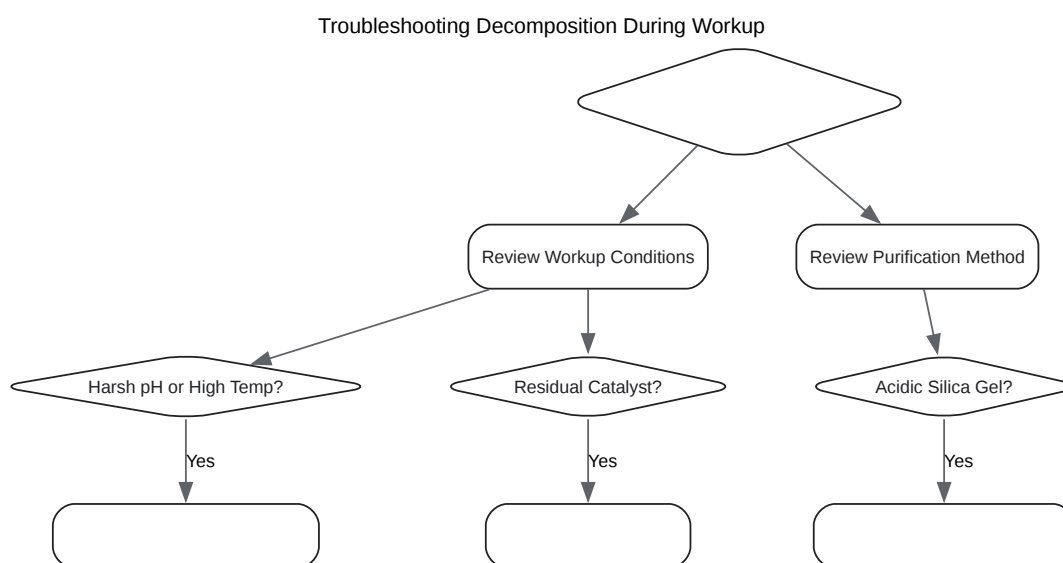 Troubleshooting Decomposition During Workup
Review Workup Conditions
Review Purification Method
Harsh pH or High Temp?
Residual Catalyst?
Acidic Silica Gel?
Yes
Yes
Yes